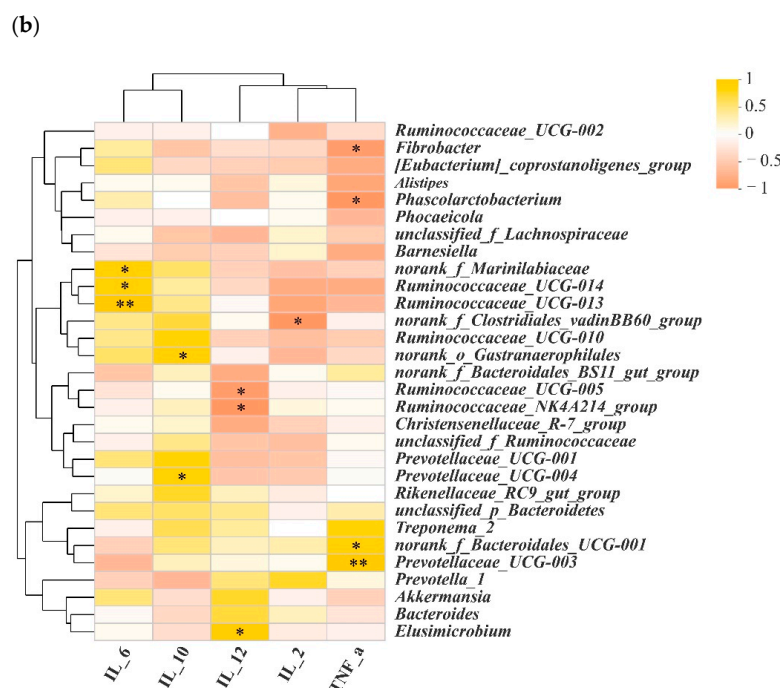 (b)
1
0.5
0
−0.5
−1
Ruminococcaceae_UCG-002
Fibrobacter
*
[Eubacterium]_coprostanoligenes_group
Alistipes
Phascolarctobacterium
*
Phocaeicola
unclassified_f_Lachnospiraceae
Barnesiella
norank_f_Marinilabiaceae
*
Ruminococcaceae_UCG-014
*
Ruminococcaceae_UCG-013
**
norank_f_Clostridiales_vadinBB60_group
*
Ruminococcaceae_UCG-010
norank_o_Gastranaerophilales
*
norank_f_Bacteroidales_BS11_gut_group
Ruminococcaceae_UCG-005
*
Ruminococcaceae_NK4A214_group
*
Christensenellaceae_R-7_group
unclassified_f_Ruminococcaceae
Prevotellaceae_UCG-001
Prevotellaceae_UCG-004
*
Rikenellaceae_RC9_gut_group
unclassified_p_Bacteroidetes
Treponema_2
norank_f_Bacteroidales_UCG-001
*
Prevotellaceae_UCG-003
**
Prevotella_1
Akkermansia
Bacteroides
Elusimicrobium
*
IL_6
IL_10
IL_12
IL_2
TNF_a